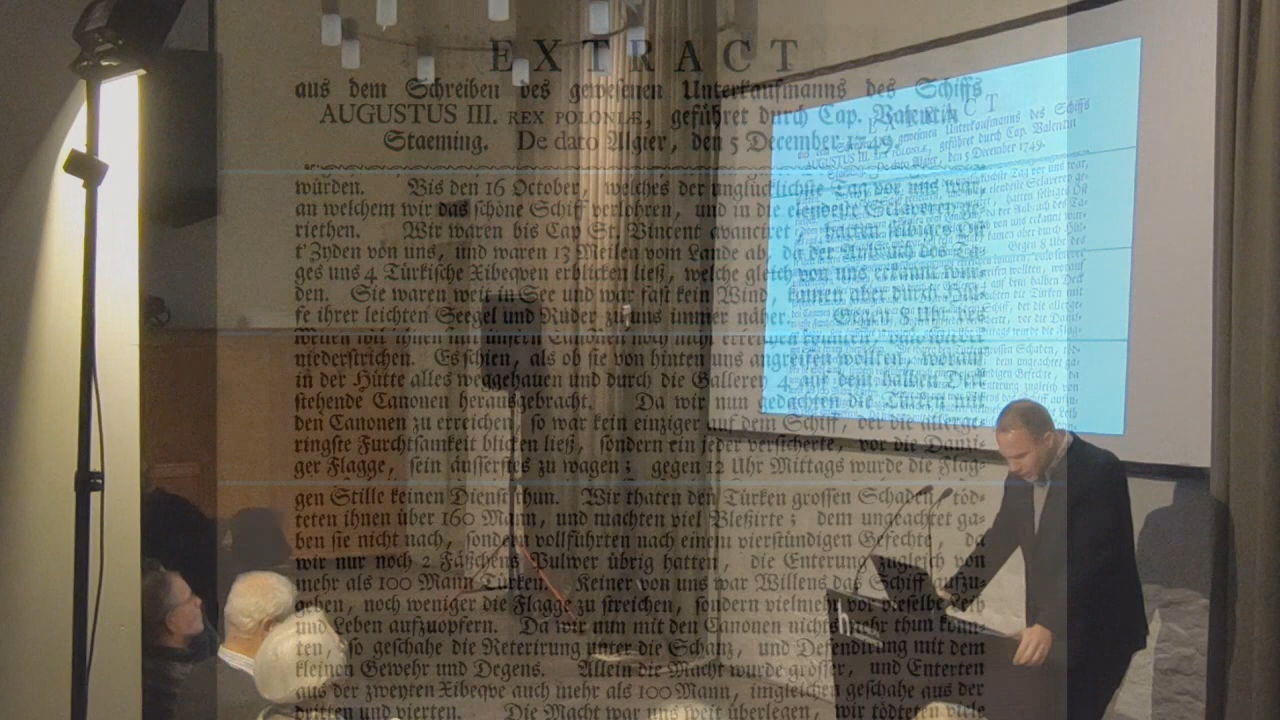 EXTRACT
aus dem Schreiben des gewesenen Unterkaufmanns des Schiffs
AUGUSTUS III. REX POLONIÆ, geführet durch Cap. Valentin
Staeming. De dato Algier, den 5 December 1749.
würden. Bis den 16 October, welches der unglücklichste Tag vor uns war,
an welchem wir das schöne Schiff verlohren, und in die elendeste Sclaverey ge-
riethen. Wir waren bis Cap St. Vincent avanciret, hatten selbiges Ost
t'Zyden von uns, und waren 13 Meilen vom Lande ab, da der Anbruch des Ta-
ges uns 4 Türkische Xibeqven erblicken ließ, welche gleich von uns erkannt wur-
den. Sie waren weit in See und war fast kein Wind, kamen aber durch Hül-
fe ihrer leichten Seegel und Ruder zu uns immer näher. Gegen 8 Uhr des
weilen wir ihnen mit unsern Canonen noch nicht erreichen konnten,
niederstrichen. Es schien, als ob sie von hinten uns angreiffen wollten, worauf
in der Hütte alles weggehauen und durch die Gallerey 4 auf dem halben Deck
stehende Canonen herausgebracht. Da wir nun gedachten die Türken mit
den Canonen zu erreichen, so war kein einziger auf dem Schiff, der die allerge-
ringste Furchtsamkeit blicken ließ, sondern ein jeder versicherte, vor die Danzi-
ger Flagge, sein äusserstes zu wagen; gegen 12 Uhr Mittags wurde die Flag-
gen Stille keinen Dienst thun. Wir thaten den Türken grossen Schaden, töd-
teten ihnen über 160 Mann, und machten viel Bleßirte; dem ungeachtet ga-
ben sie nicht nach, sondern vollführten nach einem vierstündigen Gefechte, da
wir nur noch 2 Fäßchens Pulwer übrig hatten, die Enterung zugleich von
mehr als 100 Mann Türken. Keiner von uns war Willens das Schiff aufzu-
geben, noch weniger die Flagge zu streichen, sondern vielmehr vor dieselbe Leib
und Leben aufzuopfern. Da wir nun mit den Canonen nichts mehr thun konn-
ten, so geschahe die Reterirung unter die Schanz, und Defendirung mit dem
kleinen Gewehr und Degens. Allein die Macht wurde grösser, und Enterten
aus der zweyten Xibeqve auch mehr als 100 Mann, imgleichen geschahe aus der
dritten und vierten. Die Macht war uns weit überlegen, wir tödteten viele